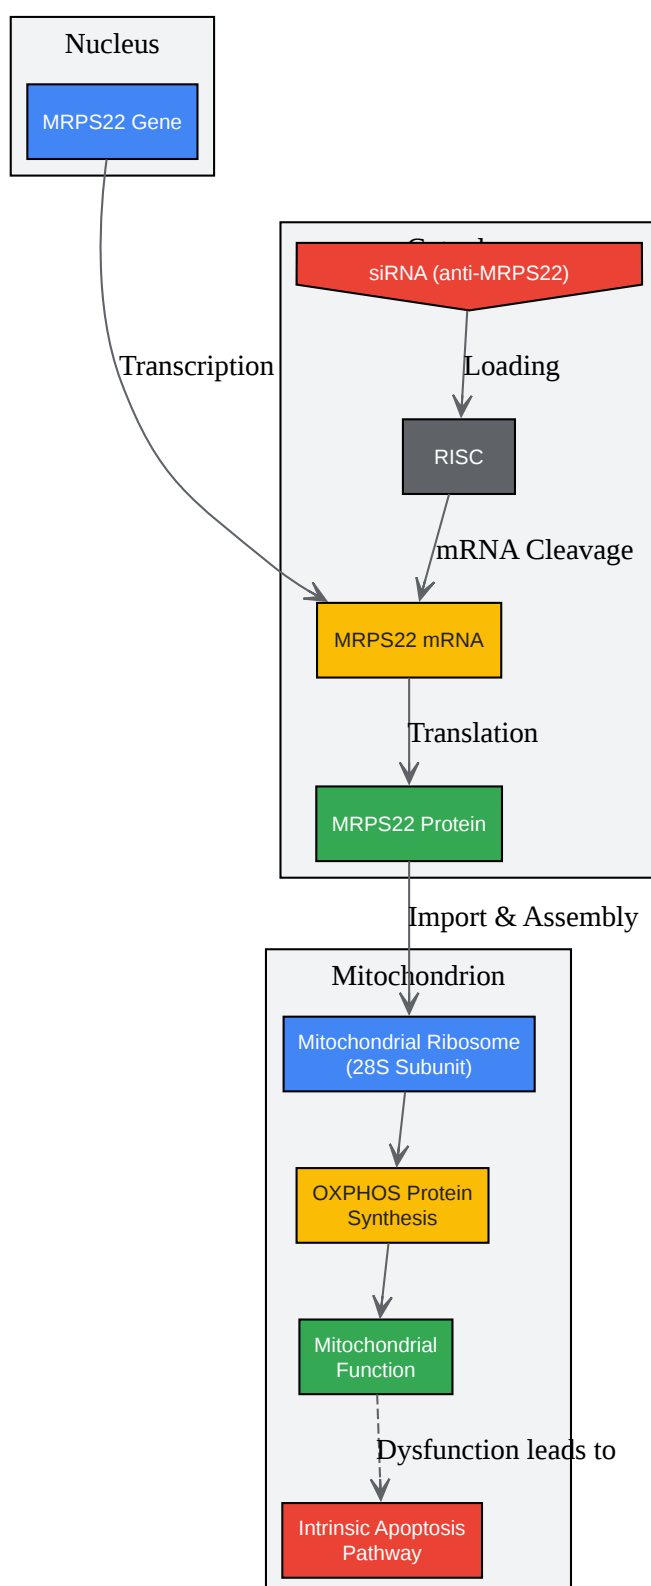 Nucleus
MRPS22 Gene
siRNA (anti-MRPS22)
Transcription
Loading
RISC
mRNA Cleavage
MRPS22 mRNA
Translation
MRPS22 Protein
Import & Assembly
Mitochondrion
Mitochondrial Ribosome
(28S Subunit)
OXPHOS Protein
Synthesis
Mitochondrial
Function
Dysfunction leads to
Intrinsic Apoptosis
Pathway